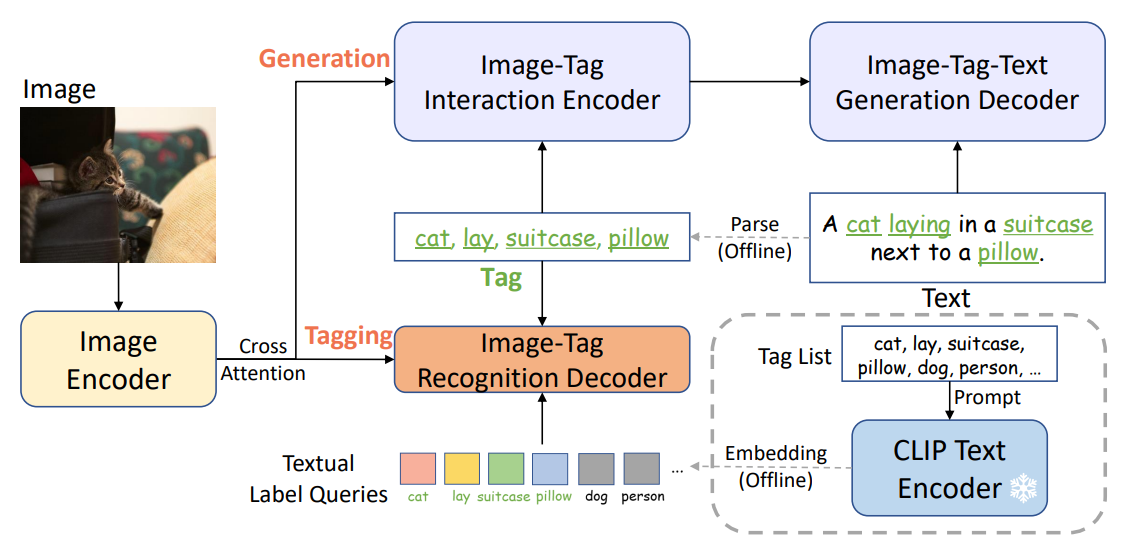 Image
Generation
Image-Tag
Interaction Encoder
Image-Tag-Text
Generation Decoder
cat, lay, suitcase, pillow
Parse
(Offline)
A cat laying in a suitcase
next to a pillow.
Tag
Text
Image
Encoder
Cross
Attention
Tagging
Image-Tag
Recognition Decoder
Tag List
cat, lay, suitcase,
pillow, dog, person, ...
Prompt
CLIP Text
Encoder
Embedding
(Offline)
Textual
Label Queries
...
cat lay suitcase pillow dog person